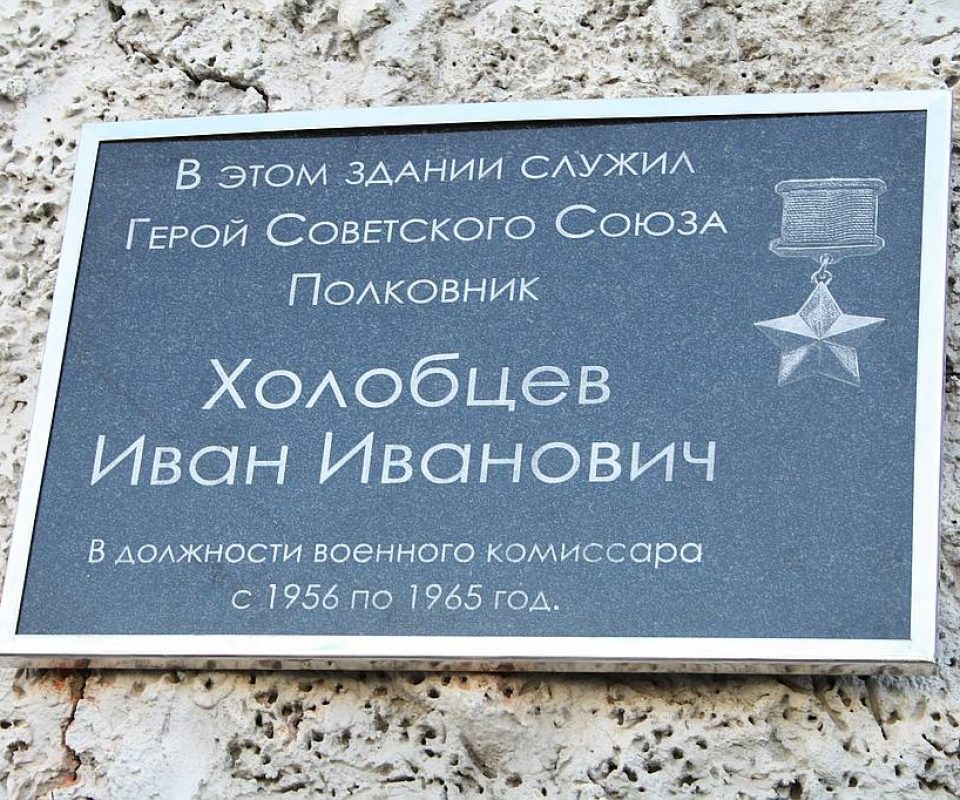 В этом здании служил
Герой Советского Союза
Полковник
Холобцев
Иван Иванович
В должности военного комиссара
с 1956 по 1965 год.